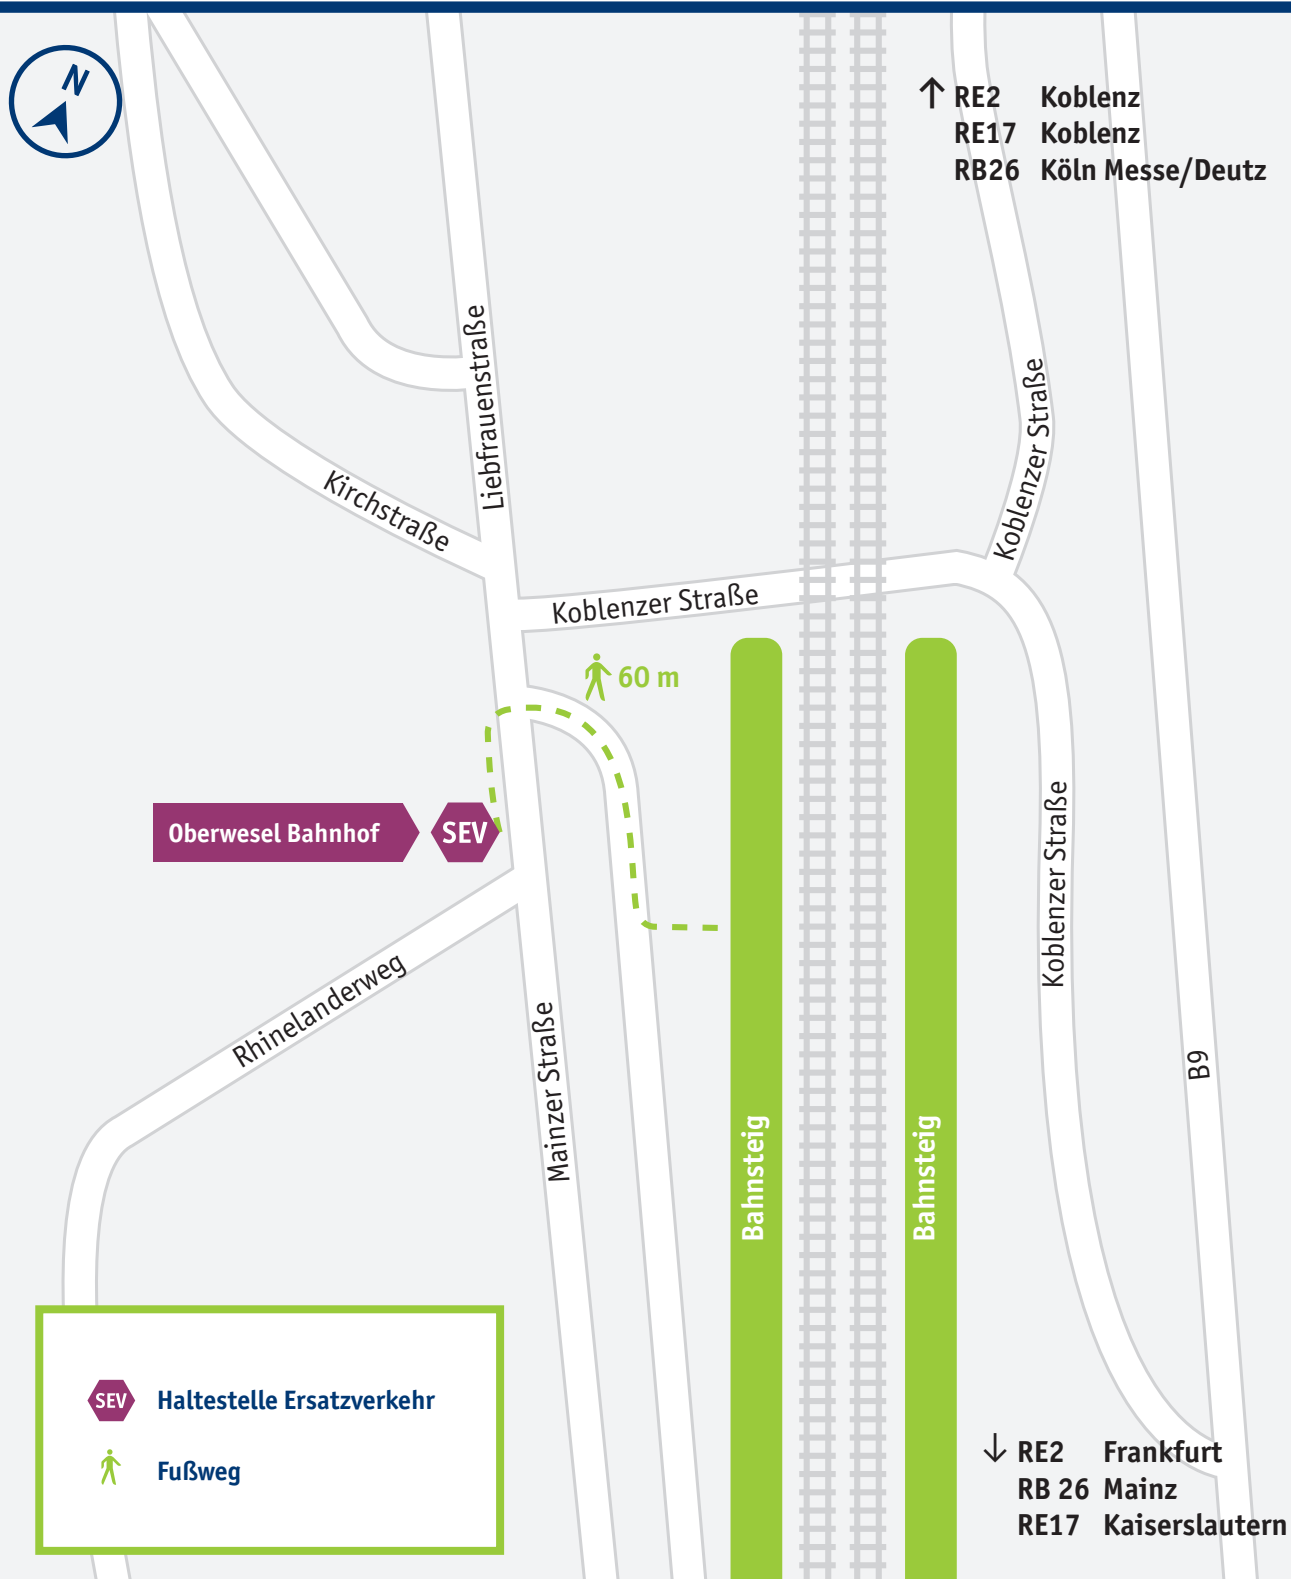 N
↑ RE2 Koblenz
RE17 Koblenz
RB26 Köln Messe/Deutz
Liebfrauenstraße
Koblenzer Straße
Kirchstraße
Koblenzer Straße
60 m
Oberwesel Bahnhof
SEV
Koblenzer Straße
Rhinelanderweg
Mainzer Straße
B9
Bahnsteig
Bahnsteig
SEV Haltestelle Ersatzverkehr
Fußweg
↓ RE2 Frankfurt
RB 26 Mainz
RE17 Kaiserslautern